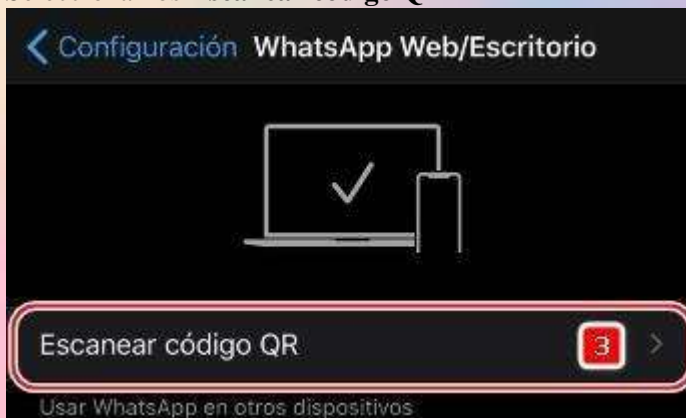 Configuración WhatsApp Web/Escritorio
Escanear código QR 3
Usar WhatsApp en otros dispositivos